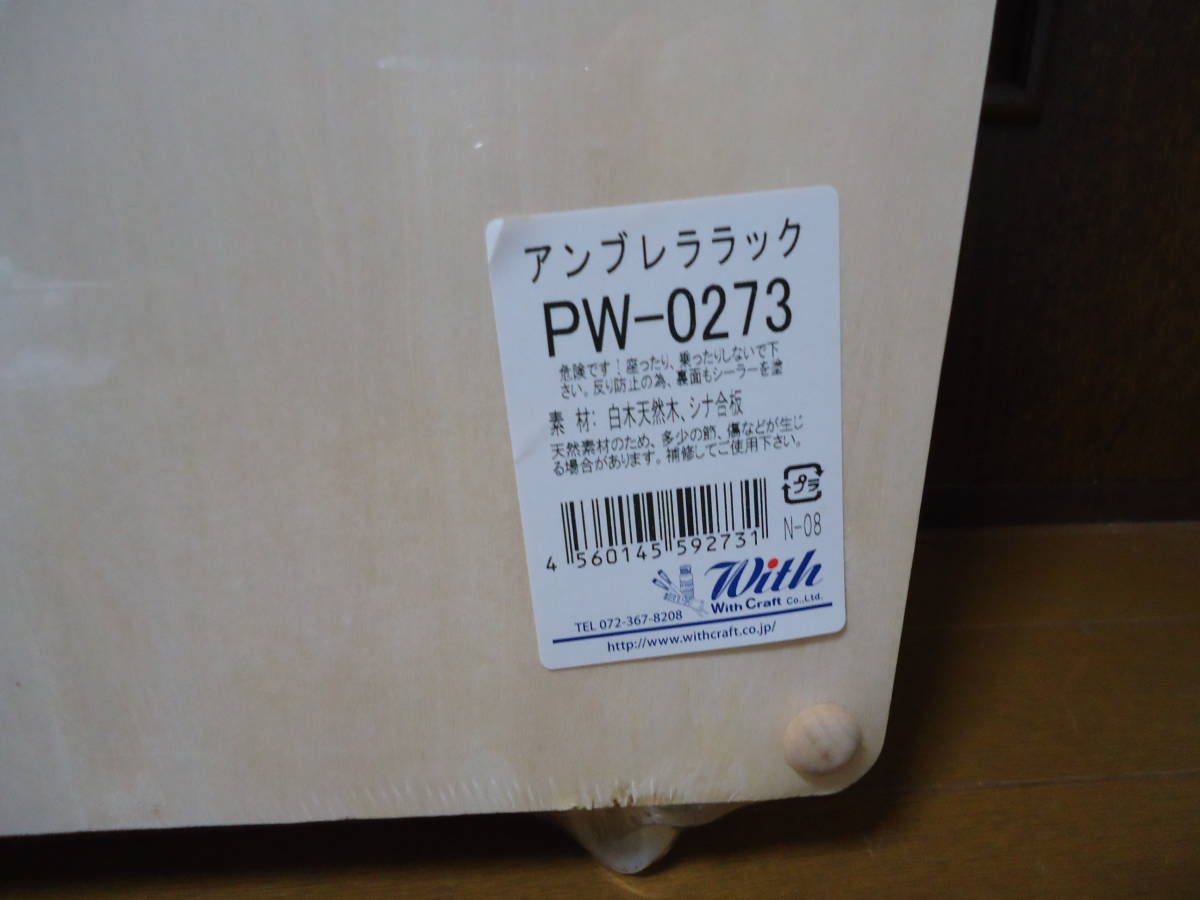 アンブレララック
PW-0273
危険です！座ったり、乗ったりしないで下
さい。反り防止の為、裏面もシーラーを塗
素 材: 白木天然木、シナ合板
天然素材のため、多少の節、傷などが生じ
る場合があります。補修してご使用下さい。
プラ
N-08
4 560145 592731
With
With Craft Co.,Ltd.
TEL 072-367-8208
http://www.withcraft.co.jp/